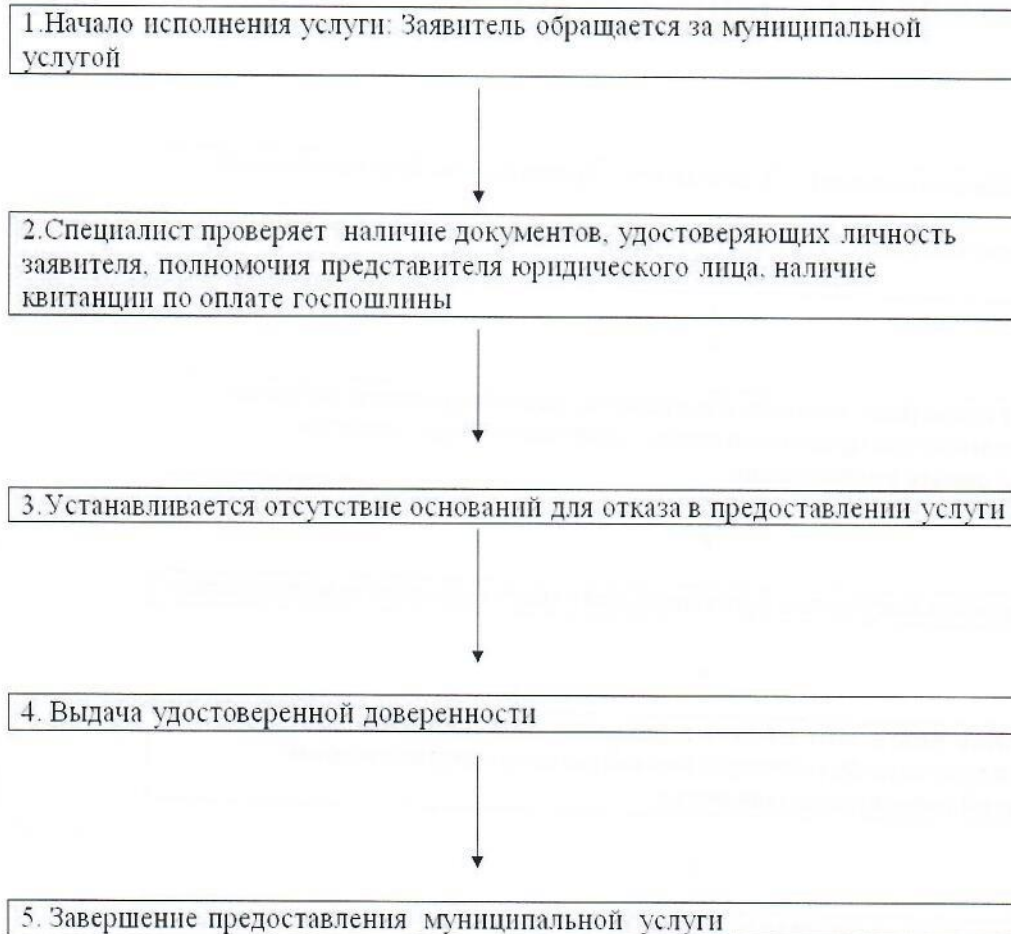 1.Начало исполнения услуги: Заявитель обращается за муниципальной
услугой
2.Специалист проверяет наличие документов, удостоверяющих личность
заявителя, полномочия представителя юридического лица, наличие
квитанции по оплате госпошлины
3.Устанавливается отсутствие оснований для отказа в предоставлении услуги
4. Выдача удостоверенной доверенности
5. Завершение предоставления муниципальной услуги